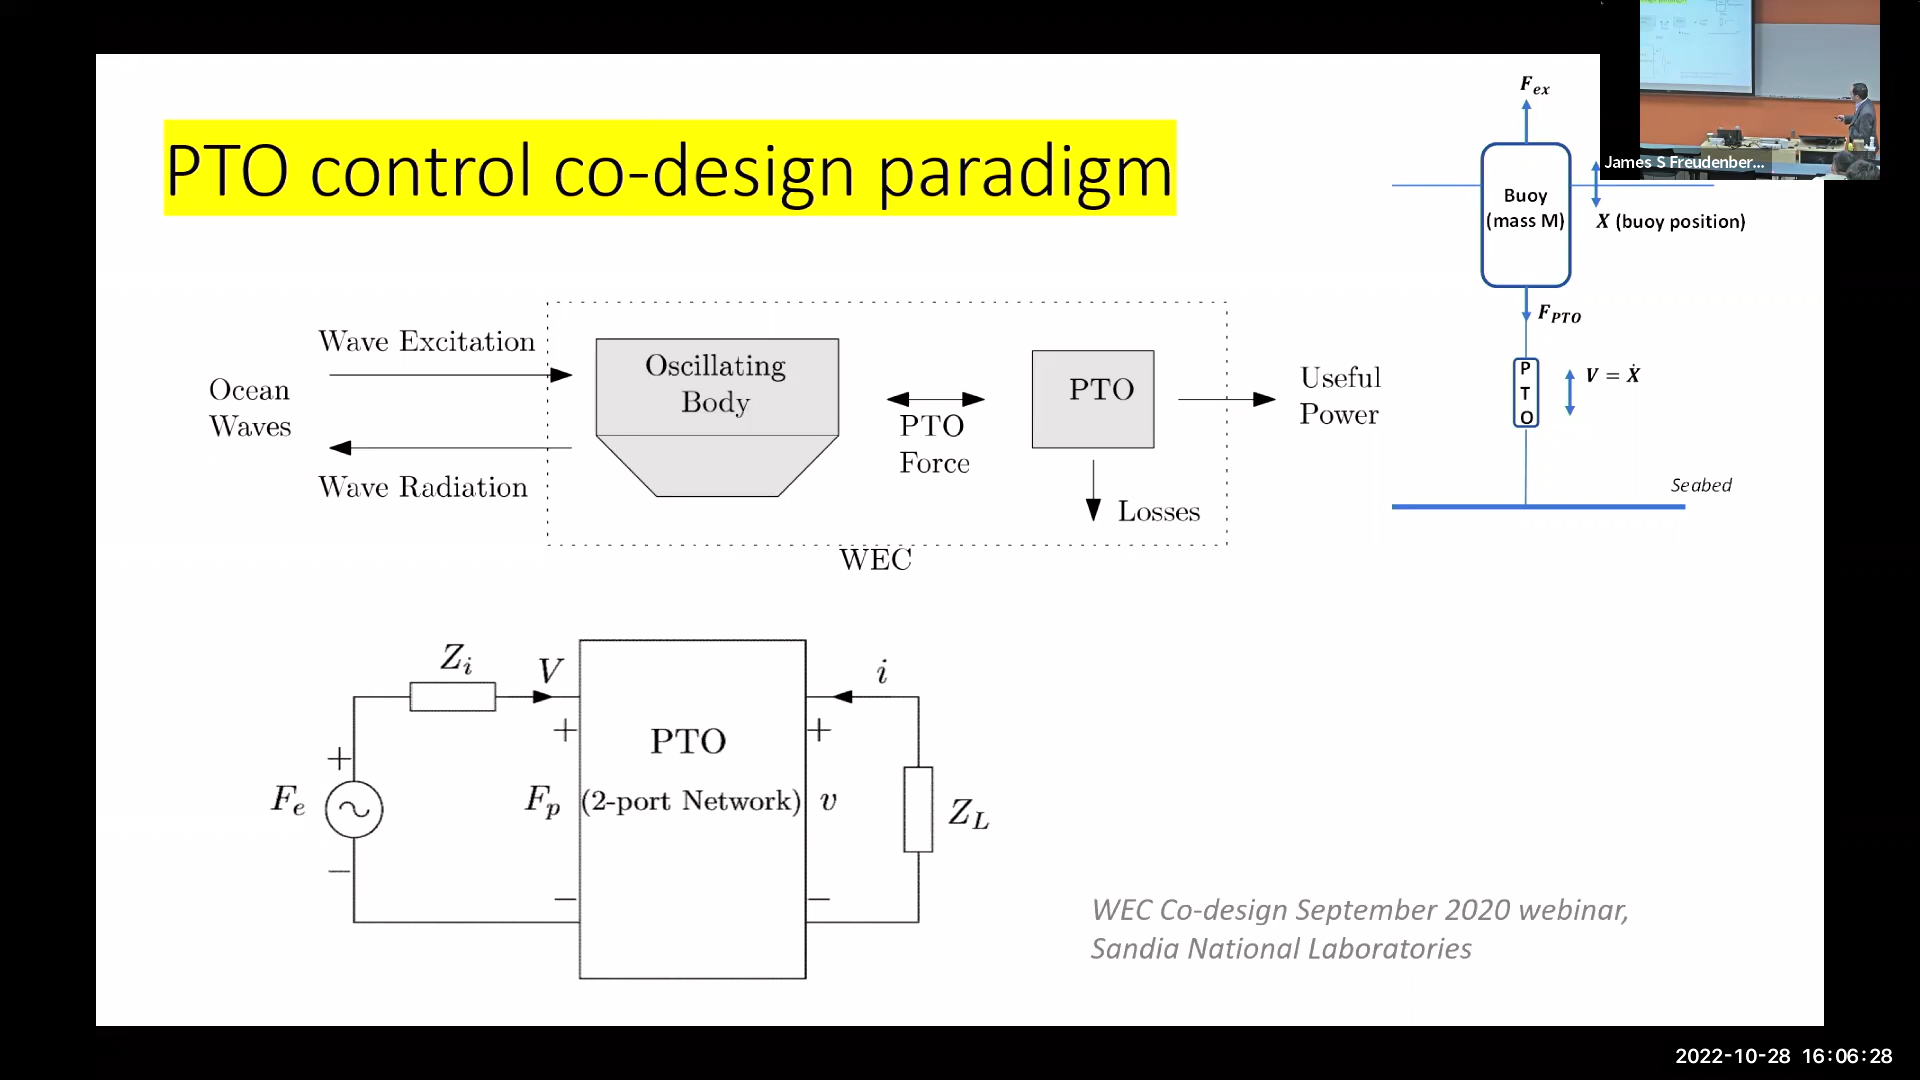 PTO control co-design paradigm
F_ex
Buoy
(mass M)
James S Freudenber...
X (buoy position)
F_PTO
P
T
O
V = Ẋ
Seabed
Ocean
Waves
Wave Excitation
Wave Radiation
Oscillating
Body
PTO
Force
PTO
Losses
Useful
Power
WEC
Z_i
V
i
+
+
+
PTO
F_e
F_p
(2-port Network)
v
Z_L
−
−
−
WEC Co-design September 2020 webinar,
Sandia National Laboratories
2022-10-28 16:06:28